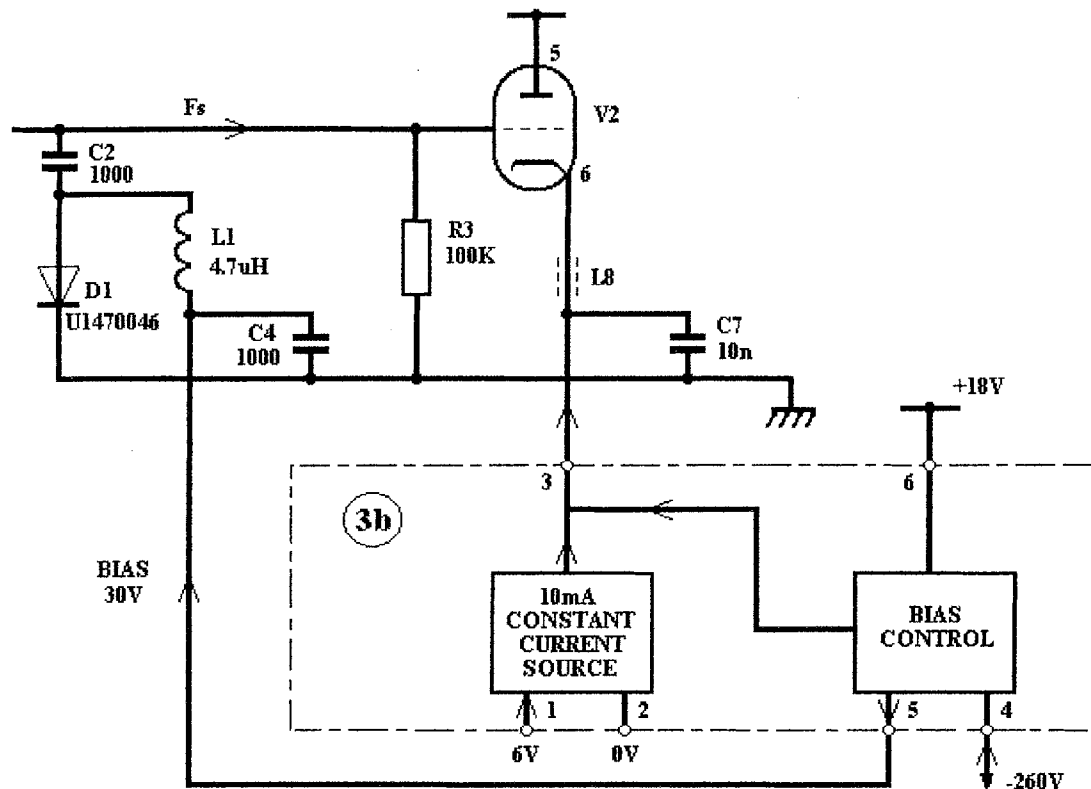 5
Fs
V2
C2
1000
6
L1
4.7uH
R3
100K
L8
D1
U1470046
C4
1000
C7
10n
+18V
3
6
3b
BIAS
30V
10mA
CONSTANT
CURRENT
SOURCE
BIAS
CONTROL
1
2
5
4
6V
0V
-260V